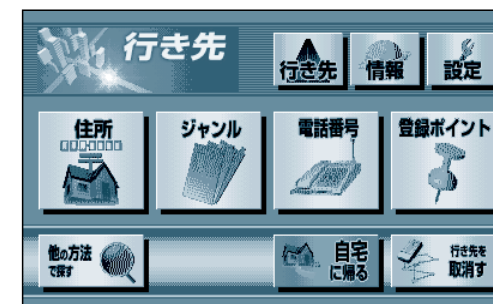 行き先
行き先 情報 設定
住所 ジャンル 電話番号 登録ポイント
他の方法
で探す
自宅
に帰る
行き先を
取消す